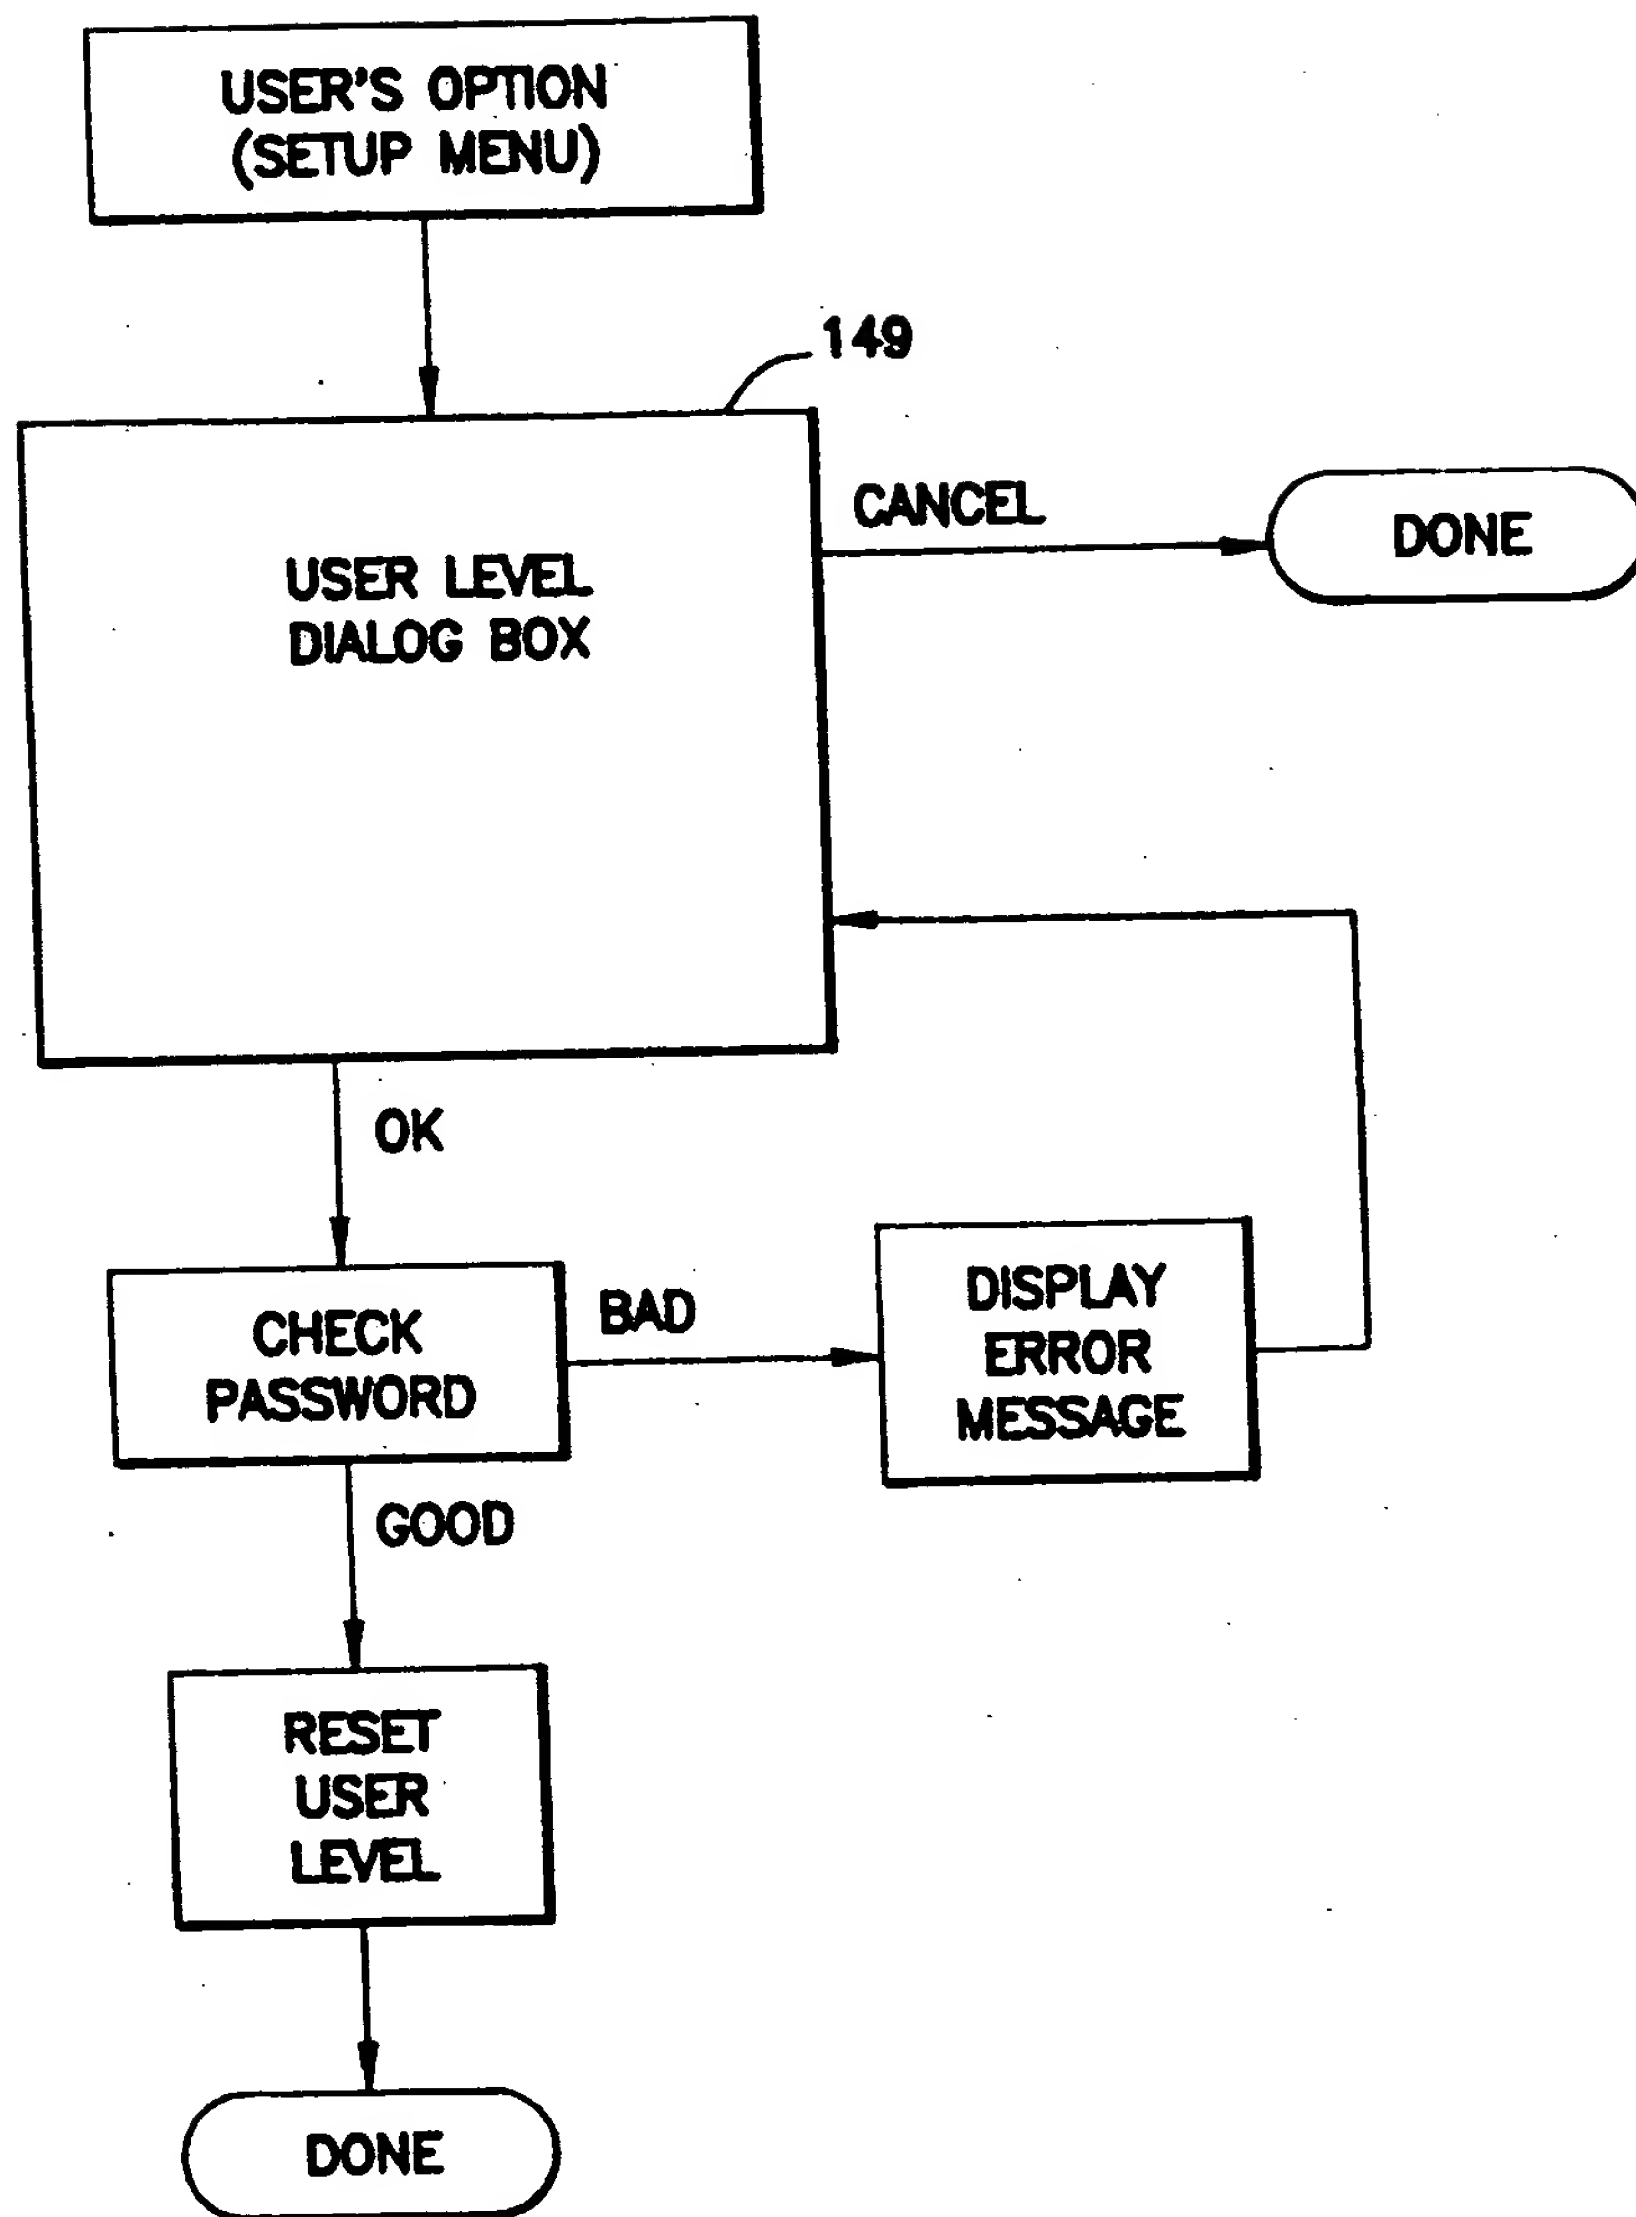 USER'S OPTION
(SETUP MENU)
149
CANCEL
DONE
USER LEVEL
DIALOG BOX
OK
CHECK
PASSWORD
BAD
DISPLAY
ERROR
MESSAGE
GOOD
RESET
USER
LEVEL
DONE